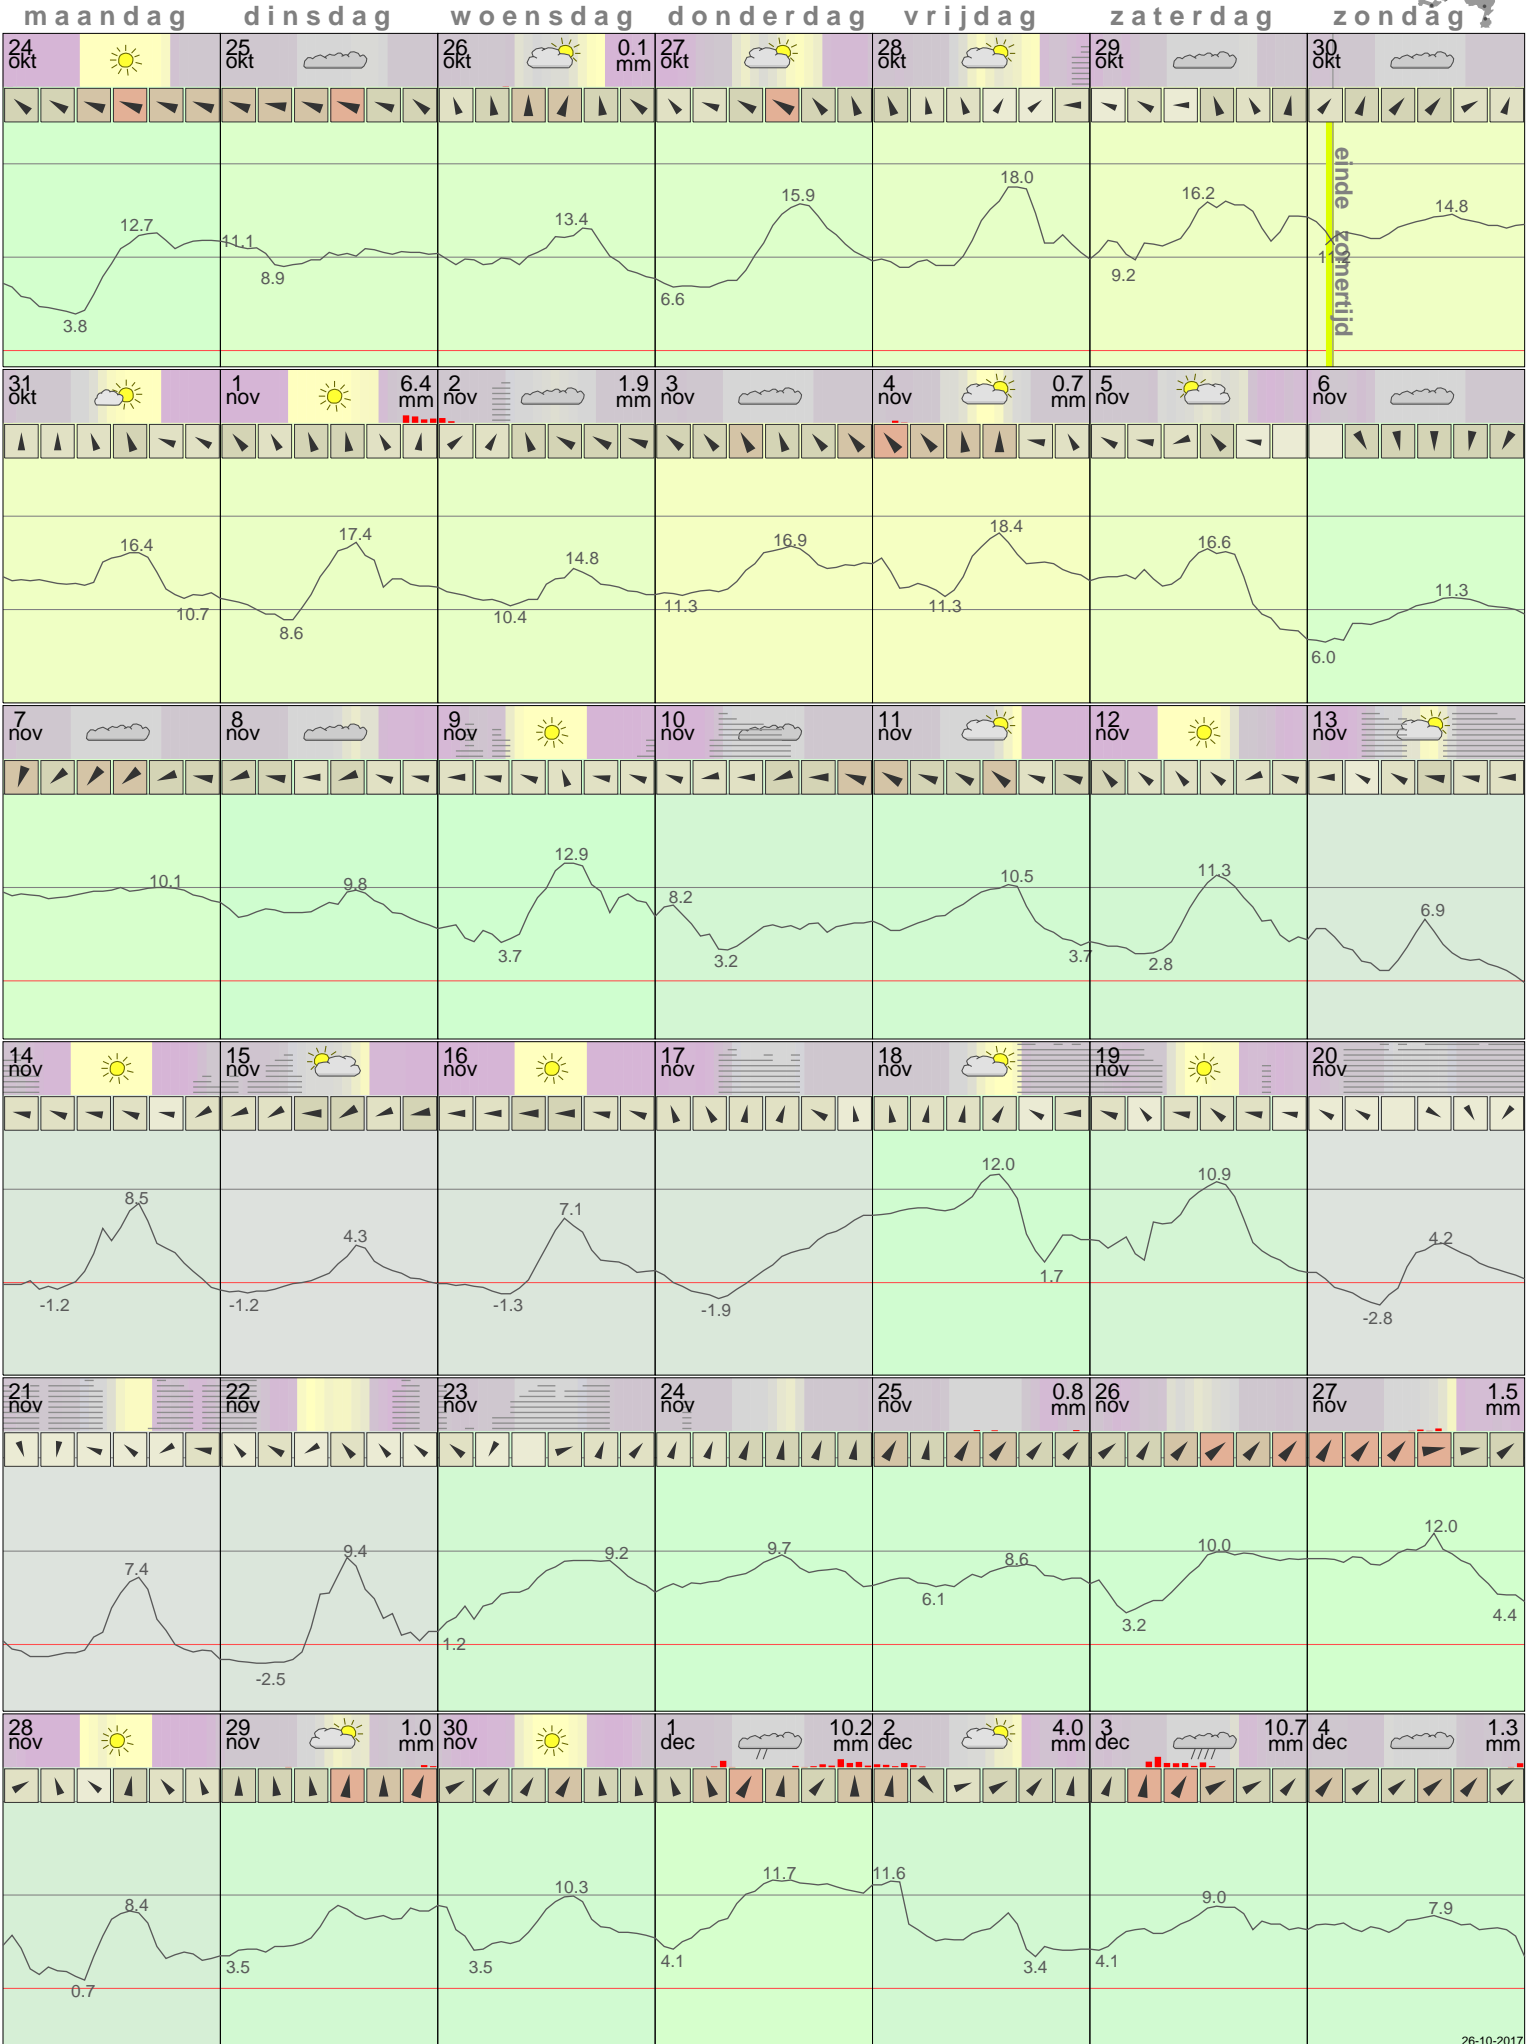 maandag dinsdag woensdag donderdag vrijdag zaterdag zondag
24 25 26 0.1 27 28 29 30
okt okt okt mm okt okt okt okt
einde zomertijd
12.7 11.1 13.4 15.9 18.0 16.2 14.8
3.8 8.9 6.6 9.2
31 1 6.4 2 1.9 3 4 0.7 5 6
okt nov mm nov mm nov nov mm nov nov
16.4 17.4 14.8 16.9 18.4 16.6 11.3
10.7 8.6 10.4 11.3 11.3 6.0
7 8 9 10 11 12 13
nov nov nov nov nov nov nov
10.1 9.8 12.9 8.2 10.5 11.3 6.9
3.7 3.2 3.7 2.8
14 15 16 17 18 19 20
nov nov nov nov nov nov nov
8.5 4.3 7.1 12.0 10.9 4.2
-1.2 -1.2 -1.3 -1.9 1.7 -2.8
21 22 23 24 25 0.8 26 27 1.5
nov nov nov nov nov mm nov nov mm
7.4 9.4 9.2 9.7 8.6 10.0 12.0
-2.5 1.2 6.1 3.2 4.4
28 29 1.0 30 1 10.2 2 4.0 3 10.7 4 1.3
nov nov mm nov dec mm dec mm dec mm dec mm
8.4 10.3 11.7 11.6 9.0 7.9
0.7 3.5 3.5 4.1 3.4 4.1
26-10-2017